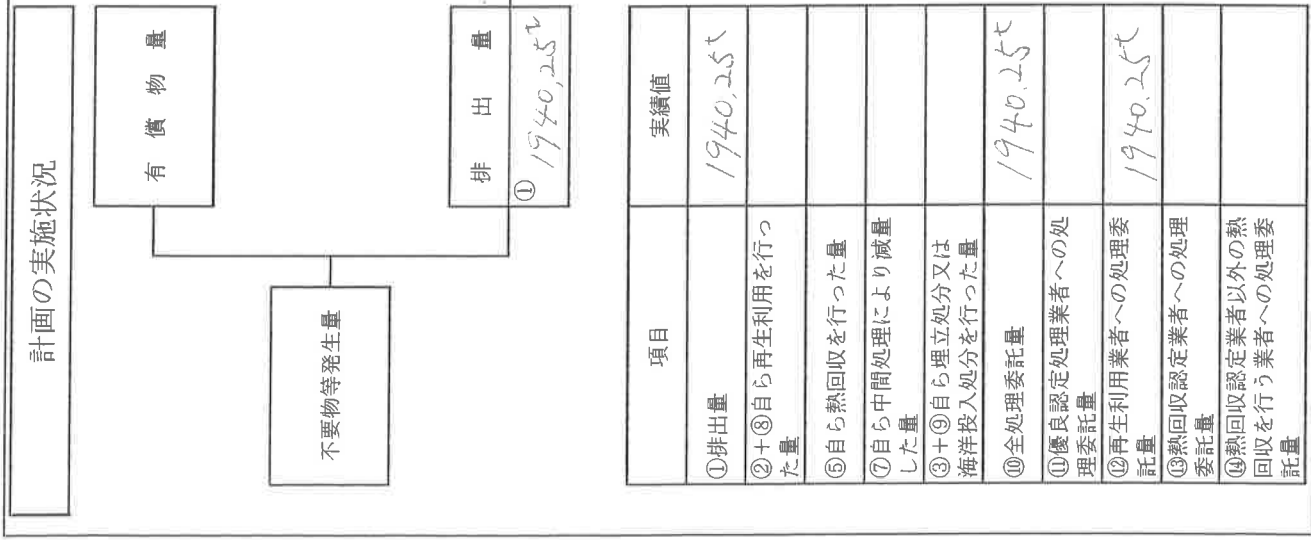 計画の実施状況
有償物量
不要物等発生量
排出量
① 1940.25t
項目 実績値
①排出量 1940.25t
②+⑧自ら再生利用を行っ
た量
⑤自ら熱回収を行った量
⑦自ら中間処理により減量
した量
③+⑨自ら埋立処分又は
海洋投入処分を行った量
⑩全処理委託量 1940.25t
⑪優良認定処理業者への処
理委託量
⑫再生利用業者への処理委
託量 1940.25t
⑬熱回収認定業者への処理
委託量
⑭熱回収認定業者以外の熱
回収を行う業者への処理委
託量